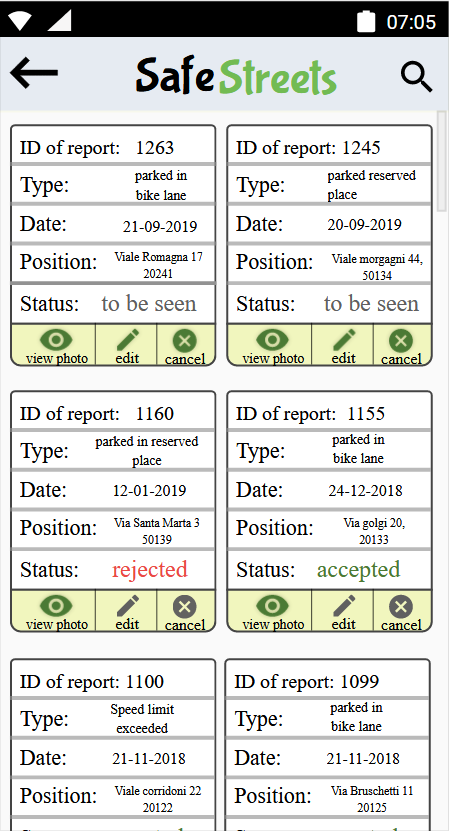 07:05
SafeStreets
ID of report: 1263
Type: parked in
bike lane
Date: 21-09-2019
Position: Viale Romagna 17
20241
Status: to be seen
view photo edit cancel
ID of report: 1245
Type: parked reserved
place
Date: 20-09-2019
Position: Viale morgagni 44,
50134
Status: to be seen
view photo edit cancel
ID of report: 1160
Type: parked in reserved
place
Date: 12-01-2019
Position: Via Santa Marta 3
50139
Status: rejected
view photo edit cancel
ID of report: 1155
Type: parked in
bike lane
Date: 24-12-2018
Position: Via golgi 20,
20133
Status: accepted
view photo edit cancel
ID of report: 1100
Type: Speed limit
exceeded
Date: 21-11-2018
Position: Viale corridoni 22
20122
ID of report: 1099
Type: parked in
bike lane
Date: 21-11-2018
Position: Via Bruschetti 11
20125